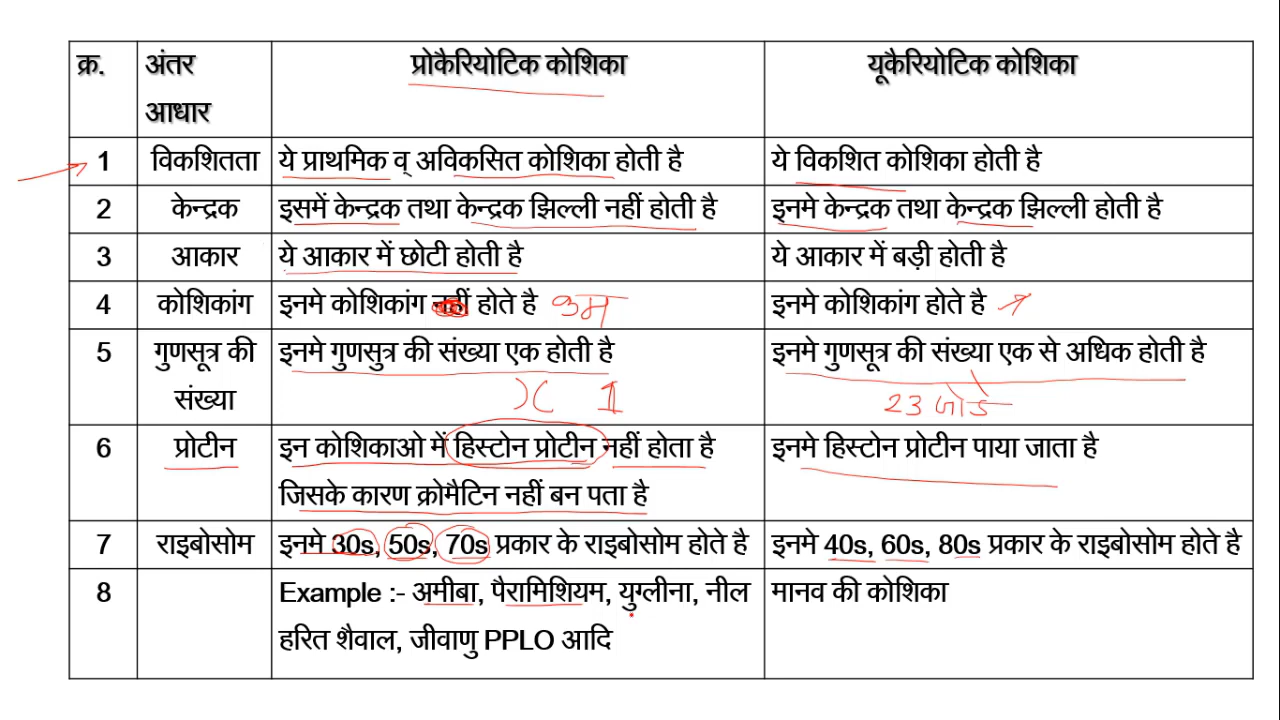 क्र. अंतर प्रोकैरियोटिक कोशिका यूकैरियोटिक कोशिका
आधार
1 विकशितता ये प्राथमिक व् अविकसित कोशिका होती है ये विकशित कोशिका होती है
2 केन्द्रक इसमें केन्द्रक तथा केन्द्रक झिल्ली नहीं होती है इनमे केन्द्रक तथा केन्द्रक झिल्ली होती है
3 आकार ये आकार में छोटी होती है ये आकार में बड़ी होती है
4 कोशिकांग इनमे कोशिकांग नहीं होते है कम इनमे कोशिकांग होते है
5 गुणसूत्र की इनमे गुणसुत्र की संख्या एक होती है इनमे गुणसूत्र की संख्या एक से अधिक होती है
संख्या 1 23 जोडे
6 प्रोटीन इन कोशिकाओ में हिस्टोन प्रोटीन नहीं होता है इनमे हिस्टोन प्रोटीन पाया जाता है
जिसके कारण क्रोमैटिन नहीं बन पता है
7 राइबोसोम इनमे 30s, 50s, 70s प्रकार के राइबोसोम होते है इनमे 40s, 60s, 80s प्रकार के राइबोसोम होते है
8 Example :- अमीबा, पैरामिशियम, युग्लीना, नील मानव की कोशिका
हरित शैवाल, जीवाणु PPLO आदि